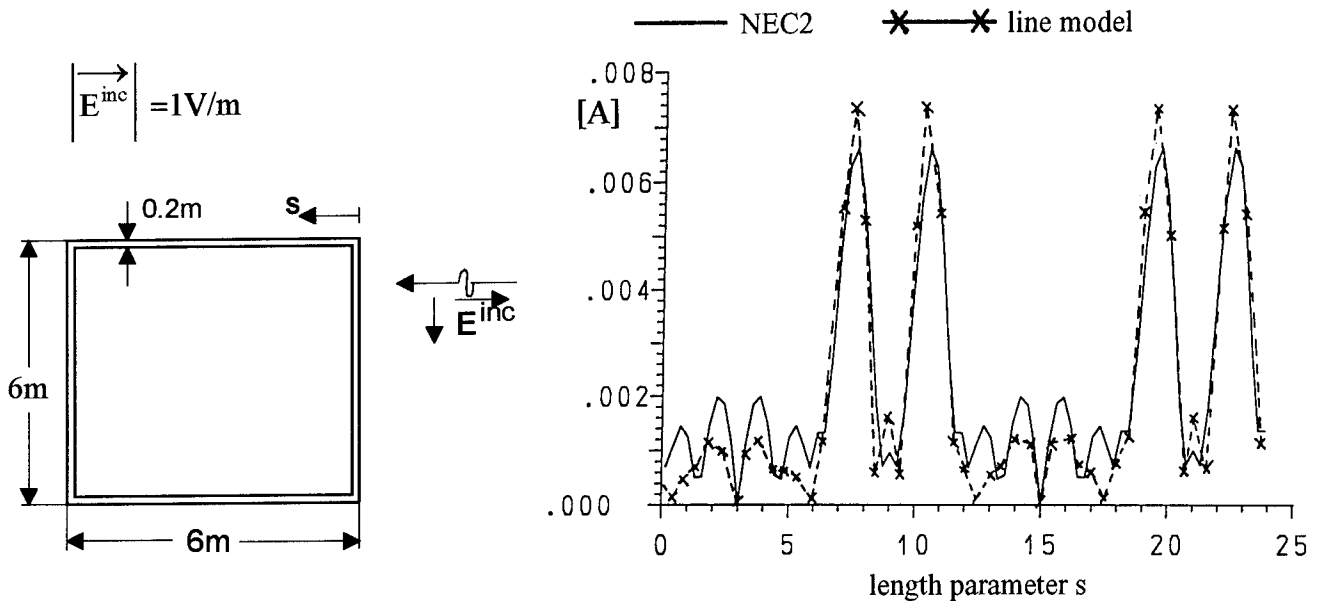 NEC2
line model
|E inc| =1V/m
0.2m
s
6m
6m
E inc
[A]
.008
.006
.004
.002
.000
0 5 10 15 20 25
length parameter s